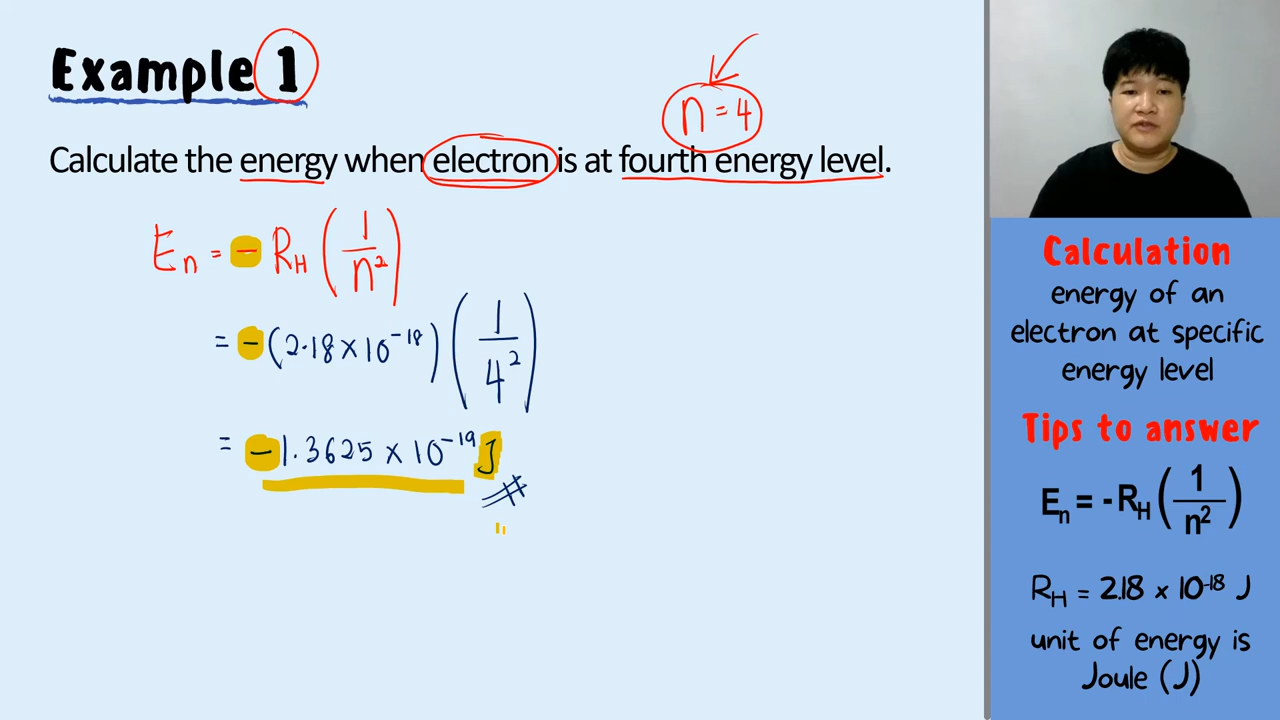 Example 1
n = 4
Calculate the energy when electron is at fourth energy level.
En = - RH (1/n²)
= - (2.18 × 10⁻¹⁸) (1/4²)
= - 1.3625 × 10⁻¹⁹ J
Calculation
energy of an
electron at specific
energy level
Tips to answer
En = - RH (1/n²)
RH = 2.18 × 10⁻¹⁸ J
unit of energy is
Joule (J)